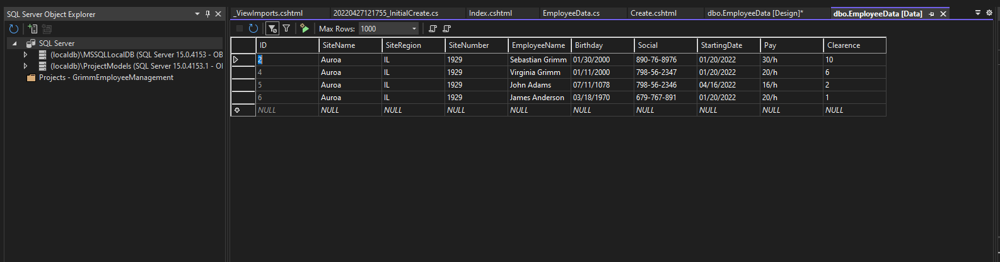 SQL Server Object Explorer
SQL Server
(localdb)\MSSQLLocalDB (SQL Server 15.0.4153 - OB
(localdb)\ProjectModels (SQL Server 15.0.4153.1 - OI
Projects - GrimmEmployeeManagement
_ViewImports.cshtml 20220427121755_InitialCreate.cs Index.cshtml EmployeeData.cs Create.cshtml dbo.EmployeeData [Design]* dbo.EmployeeData [Data]
Max Rows: 1000
ID SiteName SiteRegion SiteNumber EmployeeName Birthday Social StartingDate Pay Clearence
2 Auroa IL 1929 Sebastian Grimm 01/30/2000 890-76-8976 01/20/2022 30/h 10
4 Auroa IL 1929 Virginia Grimm 01/11/2000 798-56-2347 01/20/2022 20/h 6
5 Auroa IL 1929 John Adams 07/11/1078 798-56-2346 04/16/2022 16/h 2
6 Auroa IL 1929 James Anderson 03/18/1970 679-767-891 01/20/2022 20/h 1
NULL NULL NULL NULL NULL NULL NULL NULL NULL NULL